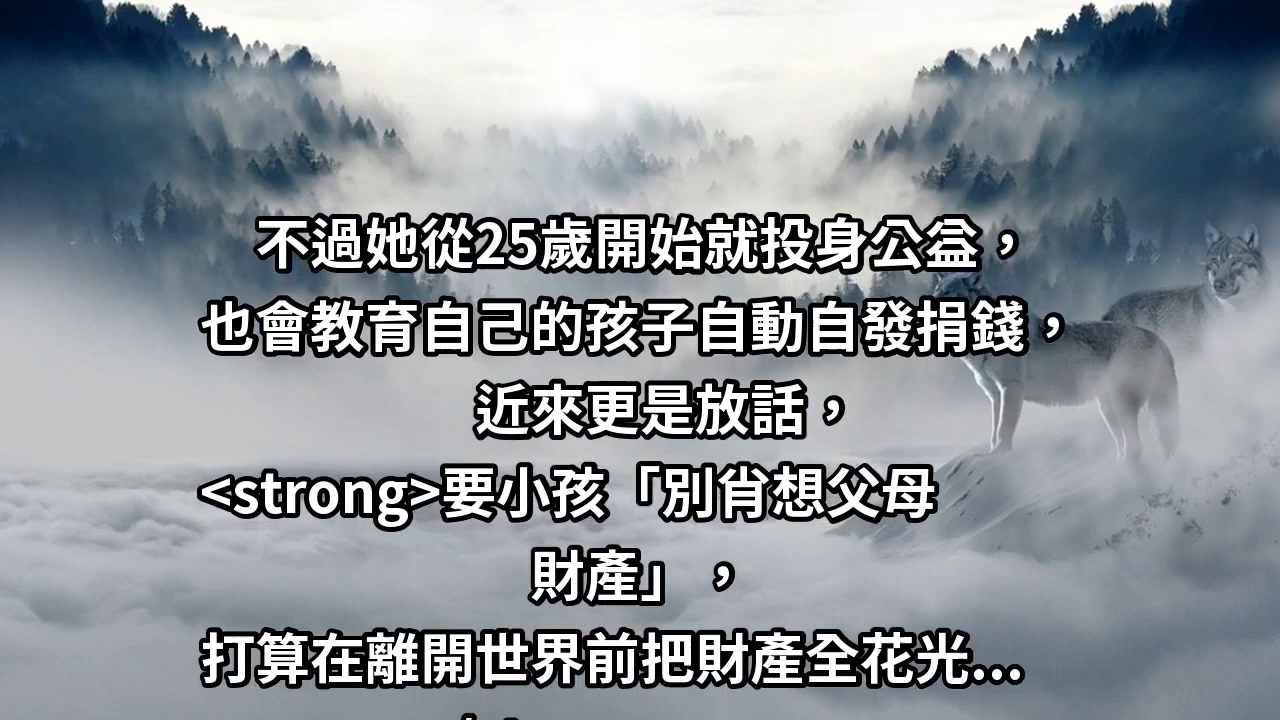 不過她從25歲開始就投身公益，
也會教育自己的孩子自動自發捐錢，
近來更是放話，
<strong>要小孩「別肖想父母
財產」，
打算在離開世界前把財產全花光...